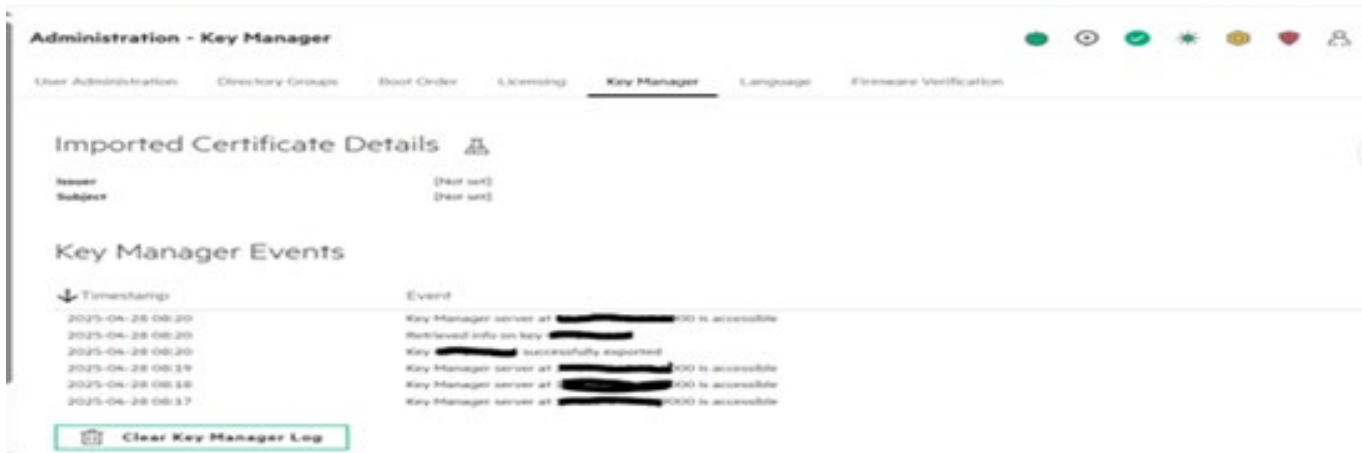 Administration - Key Manager
User Administration Directory Groups Boot Order Licensing Key Manager Language Firmware Verification
Imported Certificate Details
Issuer [Not set]
Subject [Not set]
Key Manager Events
Timestamp Event
2025-04-28 08:20 Key Manager server at 000 is accessible
2025-04-28 08:20 Retrieved info on key
2025-04-28 08:20 Key successfully exported
2025-04-28 08:19 Key Manager server at 000 is accessible
2025-04-28 08:18 Key Manager server at 000 is accessible
2025-04-28 08:17 Key Manager server at 9000 is accessible
Clear Key Manager Log